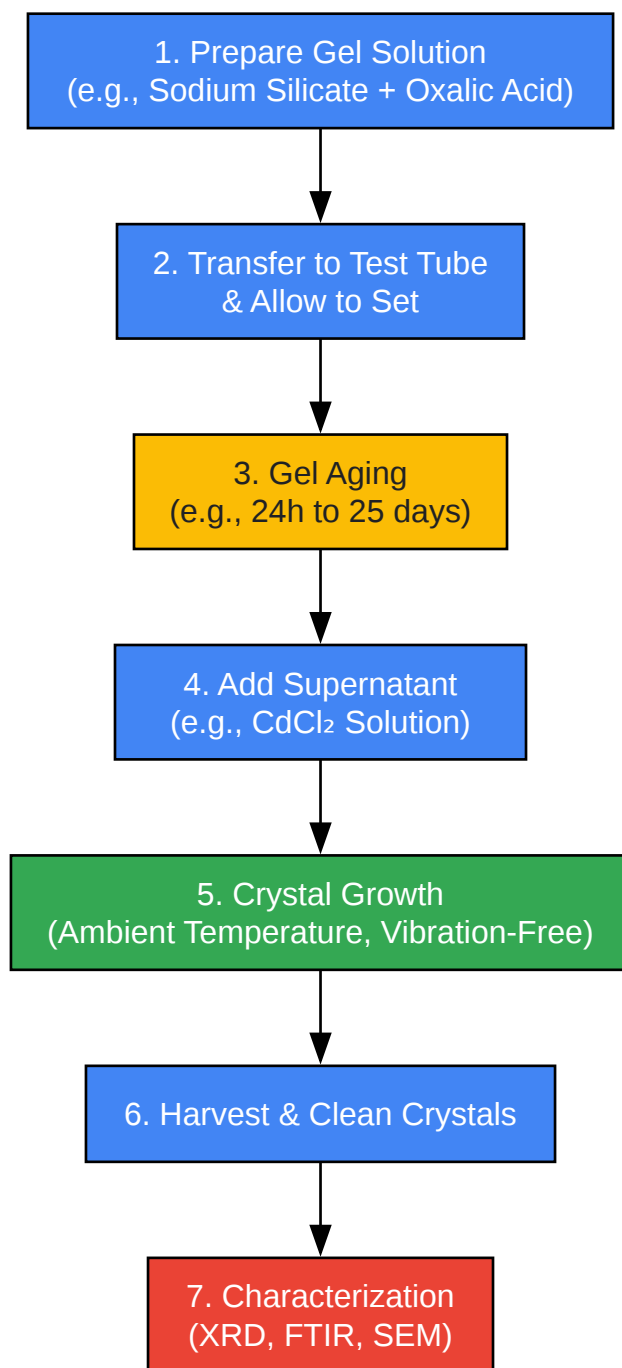 1. Prepare Gel Solution
(e.g., Sodium Silicate + Oxalic Acid)
2. Transfer to Test Tube
& Allow to Set
3. Gel Aging
(e.g., 24h to 25 days)
4. Add Supernatant
(e.g., CdCl₂ Solution)
5. Crystal Growth
(Ambient Temperature, Vibration-Free)
6. Harvest & Clean Crystals
7. Characterization
(XRD, FTIR, SEM)